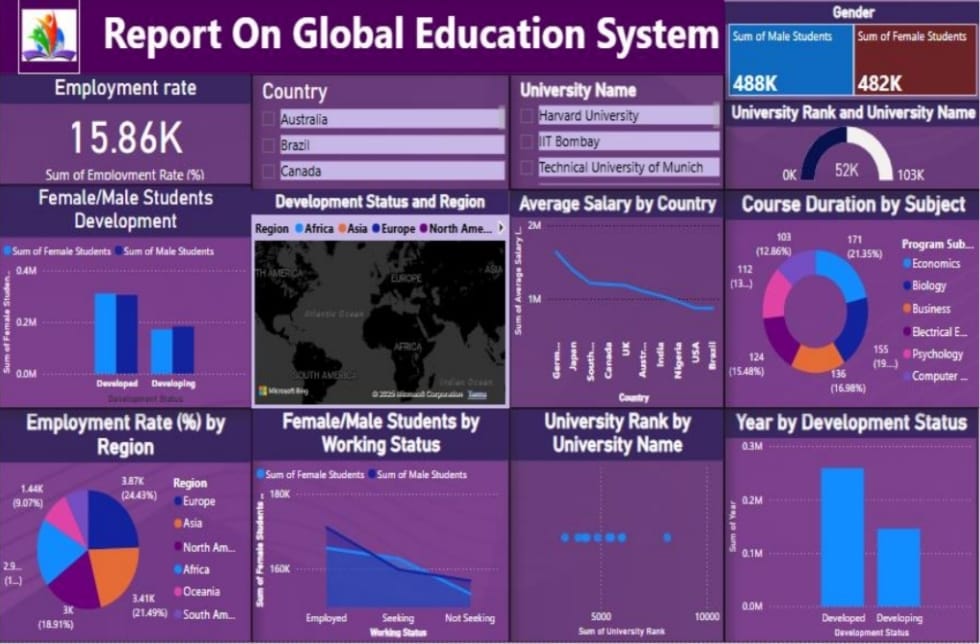 Report On Global Education System
Gender
Sum of Male Students
488K
Sum of Female Students
482K
Employment rate
15.86K
Sum of Employment Rate (%)
Country
Australia
Brazil
Canada
University Name
Harvard University
IIT Bombay
Technical University of Munich
University Rank and University Name
0K
52K
103K
Female/Male Students
Development
Sum of Female Students
Sum of Male Students
Sum of Female Studen...
0.4M
0.2M
0.0M
Developed
Developing
Development Status
Development Status and Region
Region
Africa
Asia
Europe
North Ame...
TH AMERICA
EUROPE
ASIA
Atlantic Ocean
AFRICA
SOUTH AMERICA
Indian Ocean
Microsoft Bing
© 2025 Microsoft Corporation
Terms
Average Salary by Country
Sum of Average Salary (...
2M
1M
Germ...
Japan
South...
Canada
UK
Austr...
India
Nigeria
USA
Brazil
Country
Course Duration by Subject
103
(12.86%)
171
(21.35%)
112
(13...)
124
(15.48%)
136
(16.98%)
155
(19....)
Program Sub...
Economics
Biology
Business
Electrical E...
Psychology
Computer ...
Employment Rate (%) by
Region
1.44K
(9.07%)
3.87K
(24.43%)
2.9...
(1...)
3K
(18.91%)
3.41K
(21.49%)
Region
Europe
Asia
North Am...
Africa
Oceania
South Am...
Female/Male Students by
Working Status
Sum of Female Students
Sum of Male Students
Sum of Female Students ...
180K
160K
Employed
Seeking
Not Seeking
Working Status
University Rank by
University Name
5000
10000
Sum of University Rank
Year by Development Status
Sum of Year
0.3M
0.2M
0.1M
0.0M
Developed
Developing
Development Status